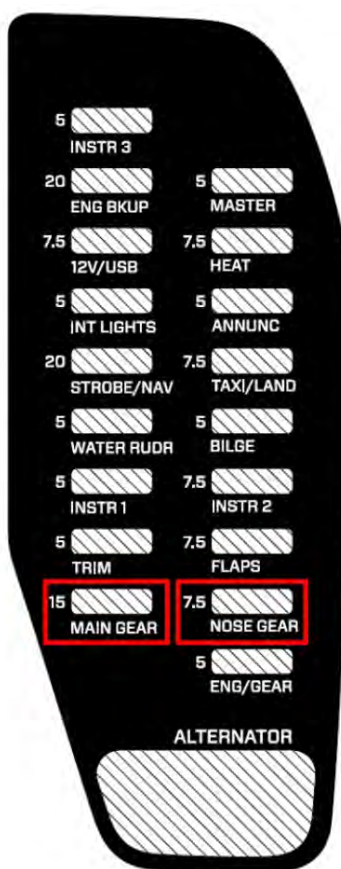 5
INSTR 3
20 5
ENG BKUP MASTER
7.5 7.5
12V/USB HEAT
5 5
INT LIGHTS ANNUNC
20 7.5
STROBE/NAV TAXI/LAND
5 5
WATER RUDR BILGE
5 7.5
INSTR 1 INSTR 2
5 7.5
TRIM FLAPS
15 7.5
MAIN GEAR NOSE GEAR
5
ENG/GEAR
ALTERNATOR